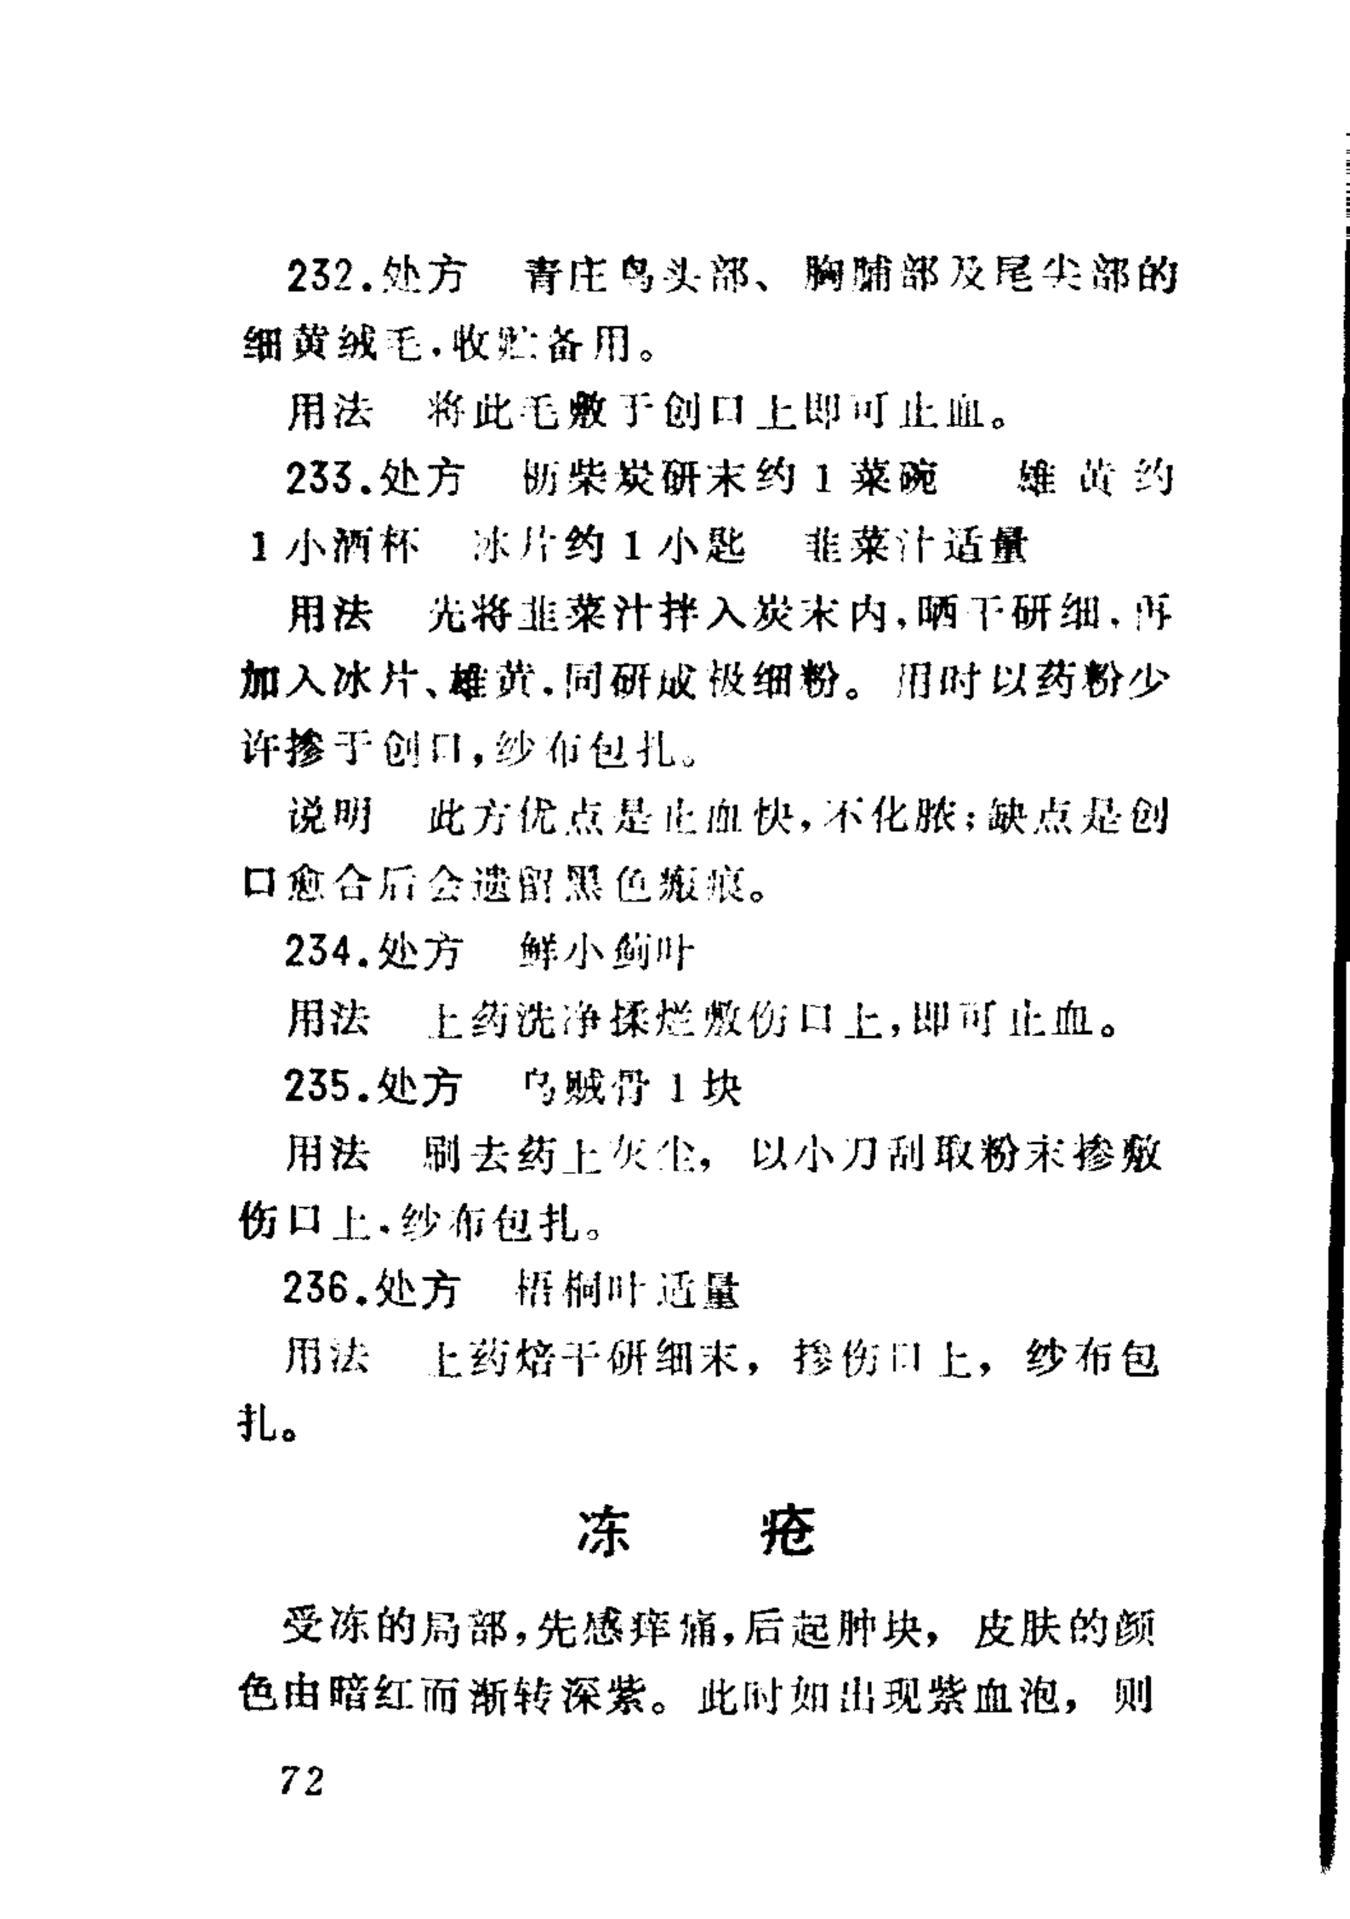 232.处方　青庄鸟头部、胸脯部及尾尖部的
细黄绒毛,收贮备用。
用法　将此毛敷于创口上即可止血。
233.处方　枥柴炭研末约1菜碗　雄黄约
1小酒杯　冰片约1小匙　韭菜汁适量
用法　先将韭菜汁拌入炭末内,晒干研细,再
加入冰片、雄黄,同研成极细粉。用时以药粉少
许掺于创口,纱布包扎。
说明　此方优点是止血快,不化脓;缺点是创
口愈合后会遗留黑色瘢痕。
234.处方　鲜小蓟叶
用法　上药洗净揉烂敷伤口上,即可止血。
235.处方　乌贼骨1块
用法　刷去药上灰尘，以小刀刮取粉末掺敷
伤口上,纱布包扎。
236.处方　梧桐叶适量
用法　上药焙干研细末，掺伤口上，纱布包
扎。
冻　疮
受冻的局部,先感痒痛,后起肿块，皮肤的颜
色由暗红而渐转深紫。此时如出现紫血泡，则
72